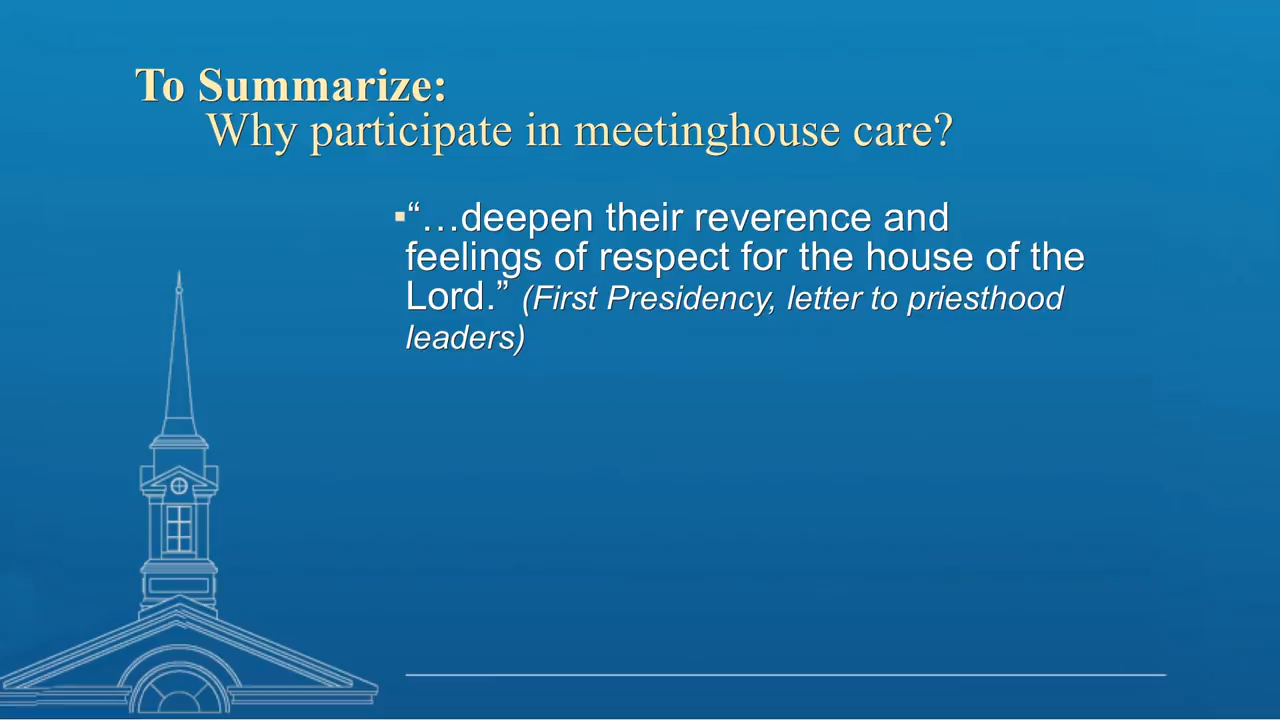 To Summarize:
Why participate in meetinghouse care?
▪“…deepen their reverence and
feelings of respect for the house of the
Lord.” (First Presidency, letter to priesthood
leaders)